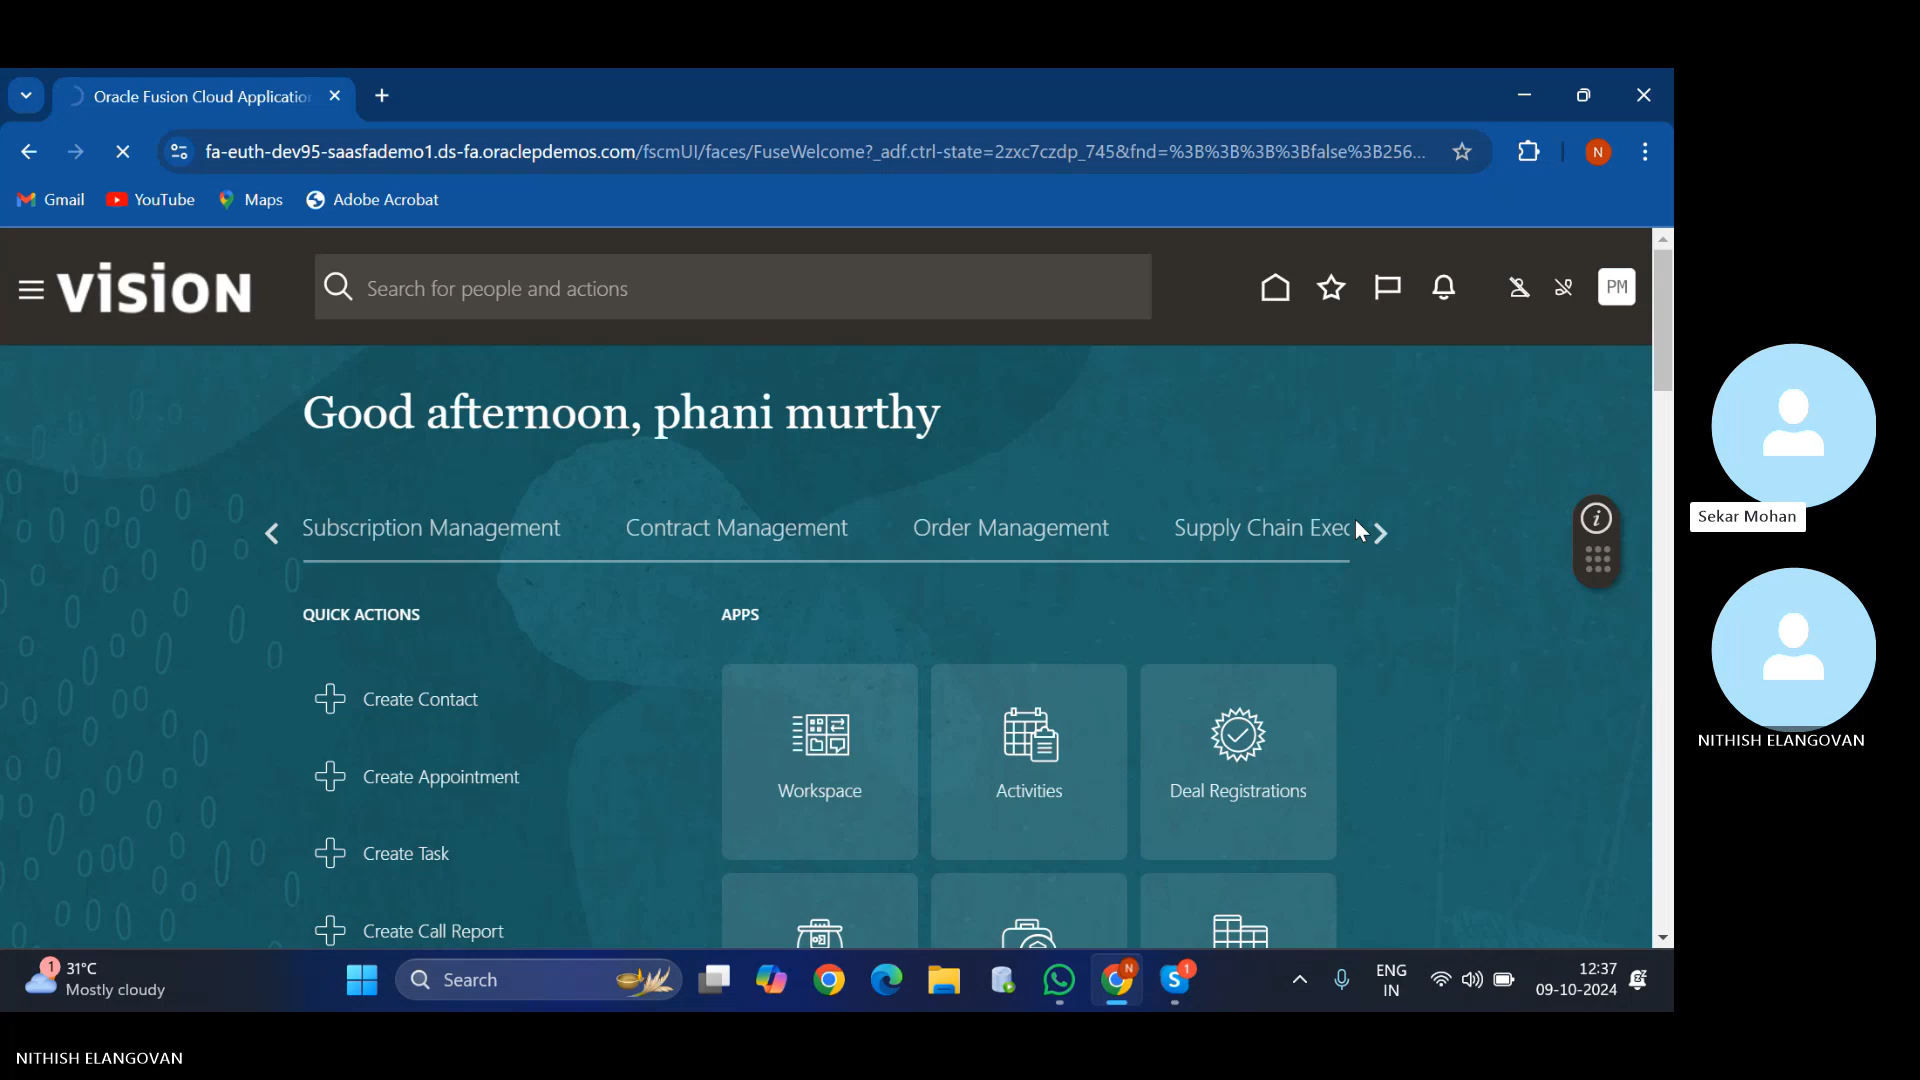 Oracle Fusion Cloud Applicatio
fa-euth-dev95-saasfademo1.ds-fa.oraclepdemos.com/fscmUI/faces/FuseWelcome?_adf.ctrl-state=2zxc7czdp_745&fnd=%3B%3B%3B%3Bfalse%3B256...
N
Gmail
YouTube
Maps
Adobe Acrobat
VISION
Search for people and actions
PM
Good afternoon, phani murthy
Subscription Management
Contract Management
Order Management
Supply Chain Exec
QUICK ACTIONS
APPS
Create Contact
Create Appointment
Create Task
Create Call Report
Workspace
Activities
Deal Registrations
Sekar Mohan
NITHISH ELANGOVAN
1
31°C
Mostly cloudy
Search
N
S
1
ENG
IN
12:37
09-10-2024
NITHISH ELANGOVAN